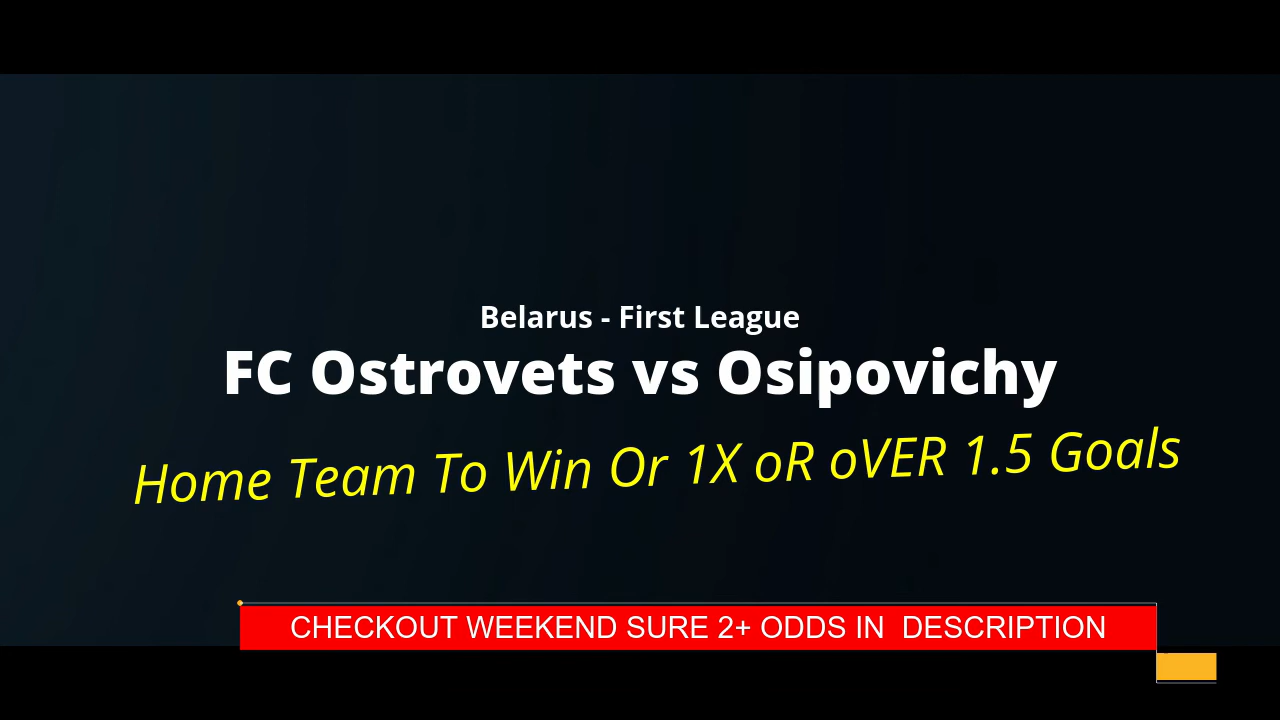 Belarus - First League
FC Ostrovets vs Osipovichy
Home Team To Win Or 1X oR oVER 1.5 Goals
CHECKOUT WEEKEND SURE 2+ ODDS IN  DESCRIPTION